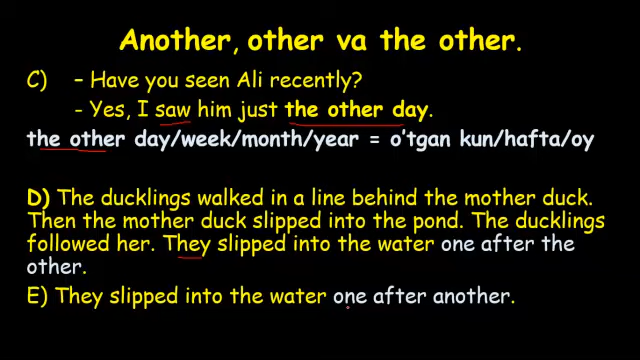 Another, other va the other.
C) – Have you seen Ali recently?
- Yes, I saw him just the other day.
the other day/week/month/year = o'tgan kun/hafta/oy
D) The ducklings walked in a line behind the mother duck.
Then the mother duck slipped into the pond. The ducklings
followed her. They slipped into the water one after the
other.
E) They slipped into the water one after another.